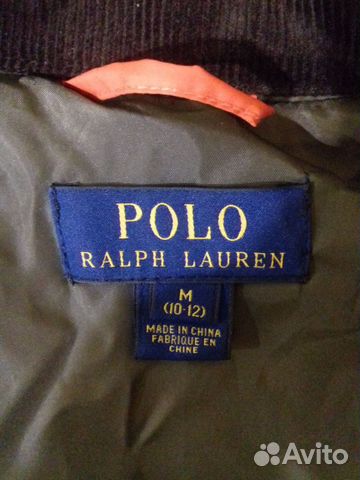 POLO
RALPH LAUREN
M
(10-12)
MADE IN CHINA
FABRIQUE EN
CHINE
Avito